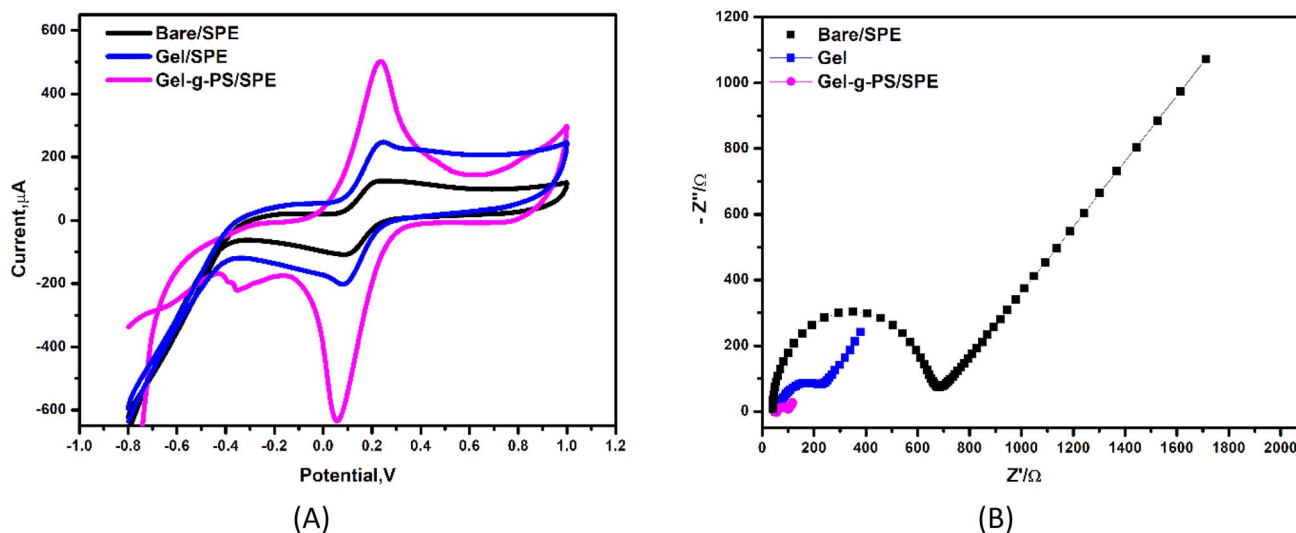 600
400
200
0
-200
-400
-600
Current,μA
Bare/SPE
Gel/SPE
Gel-g-PS/SPE
-1.0 -0.8 -0.6 -0.4 -0.2 0.0 0.2 0.4 0.6 0.8 1.0 1.2
Potential,V
(A)
1200
1000
800
600
400
200
0
- Z''/Ω
Bare/SPE
Gel
Gel-g-PS/SPE
0 200 400 600 800 1000 1200 1400 1600 1800 2000
Z'/Ω
(B)